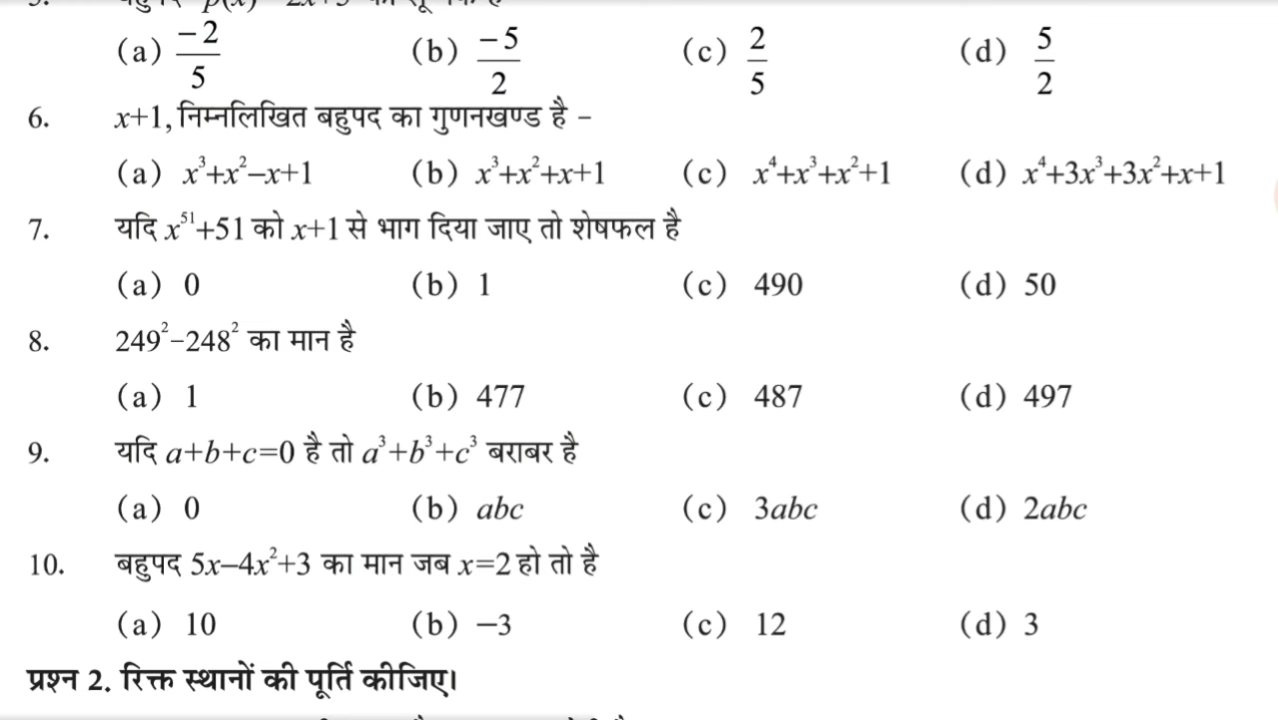 (a) -2/5 (b) -5/2 (c) 2/5 (d) 5/2
6. x+1, निम्नलिखित बहुपद का गुणनखण्ड है –
(a) x³+x²–x+1 (b) x³+x²+x+1 (c) x⁴+x³+x²+1 (d) x⁴+3x³+3x²+x+1
7. यदि x⁵¹+51 को x+1 से भाग दिया जाए तो शेषफल है
(a) 0 (b) 1 (c) 490 (d) 50
8. 249²–248² का मान है
(a) 1 (b) 477 (c) 487 (d) 497
9. यदि a+b+c=0 है तो a³+b³+c³ बराबर है
(a) 0 (b) abc (c) 3abc (d) 2abc
10. बहुपद 5x–4x²+3 का मान जब x=2 हो तो है
(a) 10 (b) –3 (c) 12 (d) 3
प्रश्न 2. रिक्त स्थानों की पूर्ति कीजिए।